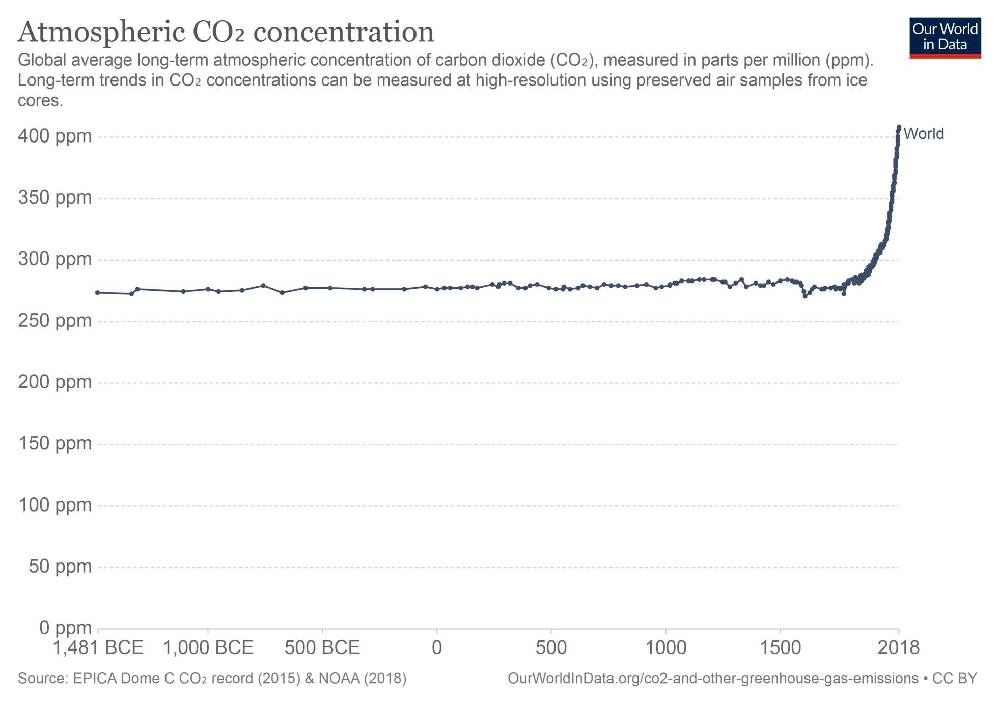 Atmospheric CO₂ concentration
Our World
in Data
Global average long-term atmospheric concentration of carbon dioxide (CO₂), measured in parts per million (ppm).
Long-term trends in CO₂ concentrations can be measured at high-resolution using preserved air samples from ice
cores.
400 ppm
World
350 ppm
300 ppm
250 ppm
200 ppm
150 ppm
100 ppm
50 ppm
0 ppm
1,481 BCE 1,000 BCE 500 BCE 0 500 1000 1500 2018
Source: EPICA Dome C CO₂ record (2015) & NOAA (2018)
OurWorldInData.org/co2-and-other-greenhouse-gas-emissions • CC BY